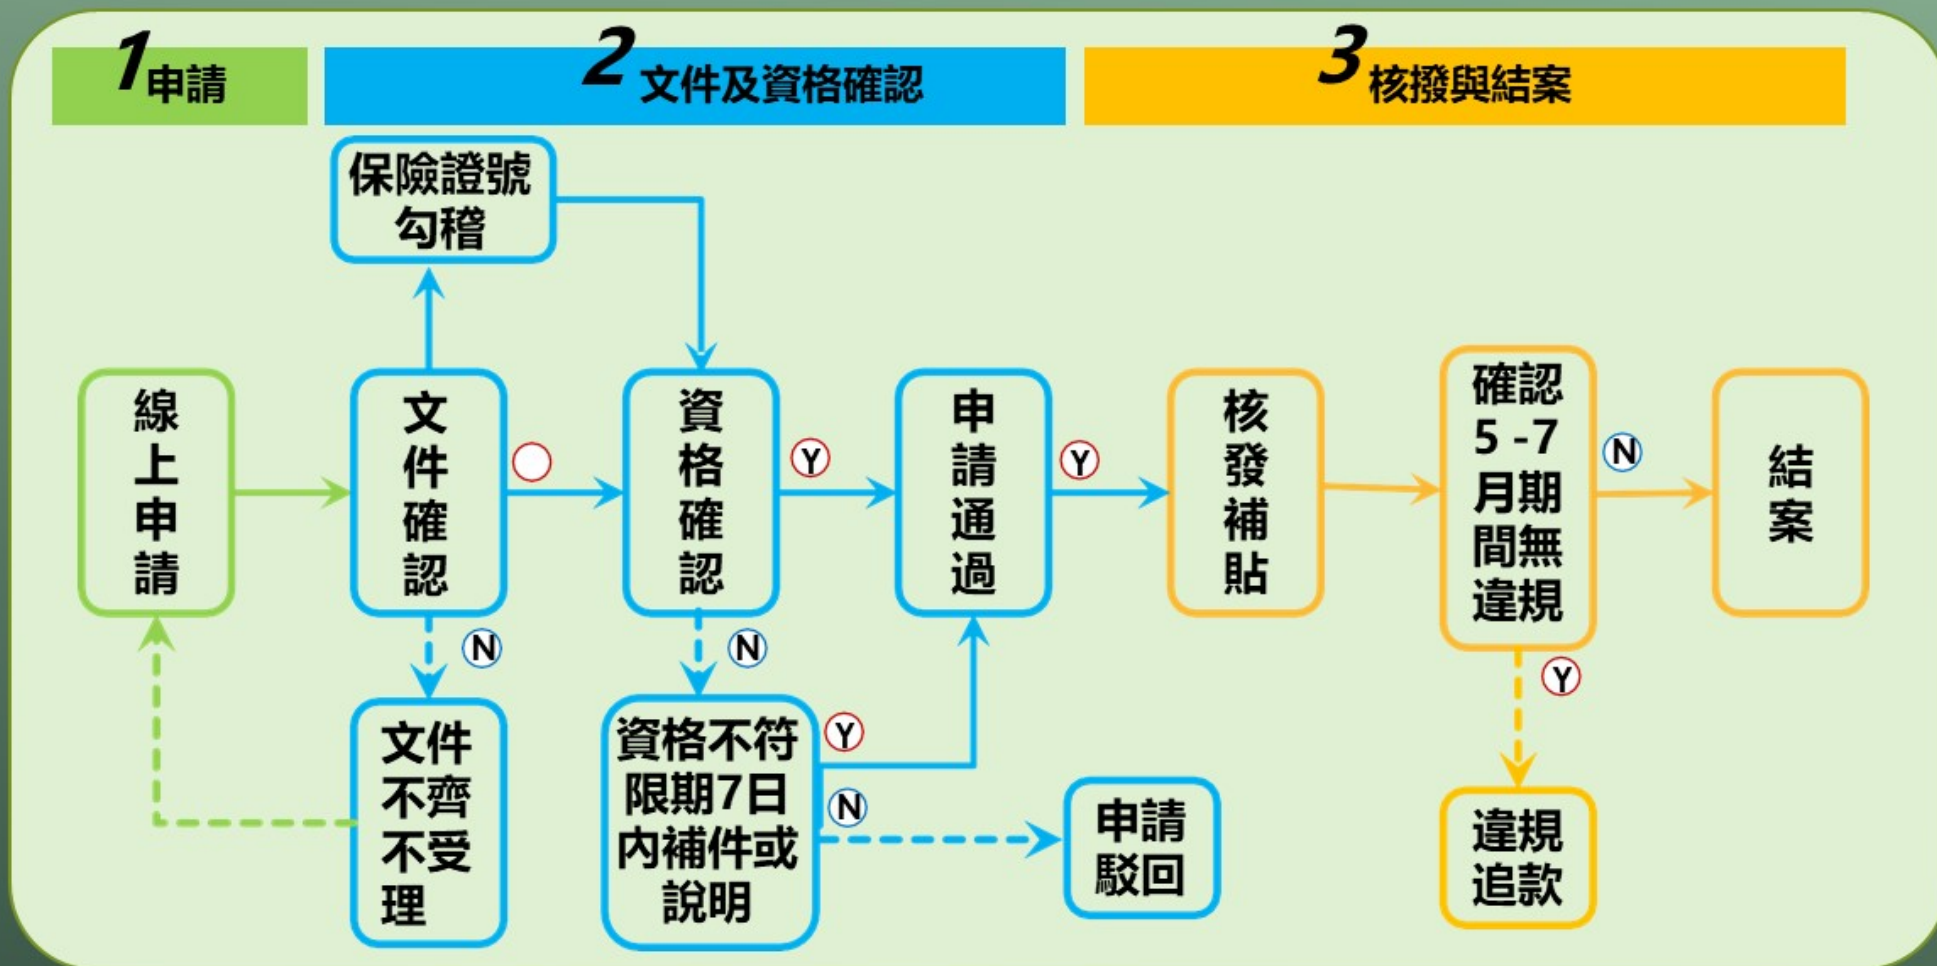 1申請
2文件及資格確認
3核撥與結案
保險證號
勾稽
線上申請
文件確認
資格確認
Y
申請通過
Y
核發補貼
確認
5 -7
月期
間無
違規
N
結案
N
文件
不齊
不受
理
N
資格不符
限期7日
內補件或
說明
Y
N
申請
駁回
Y
違規
追款